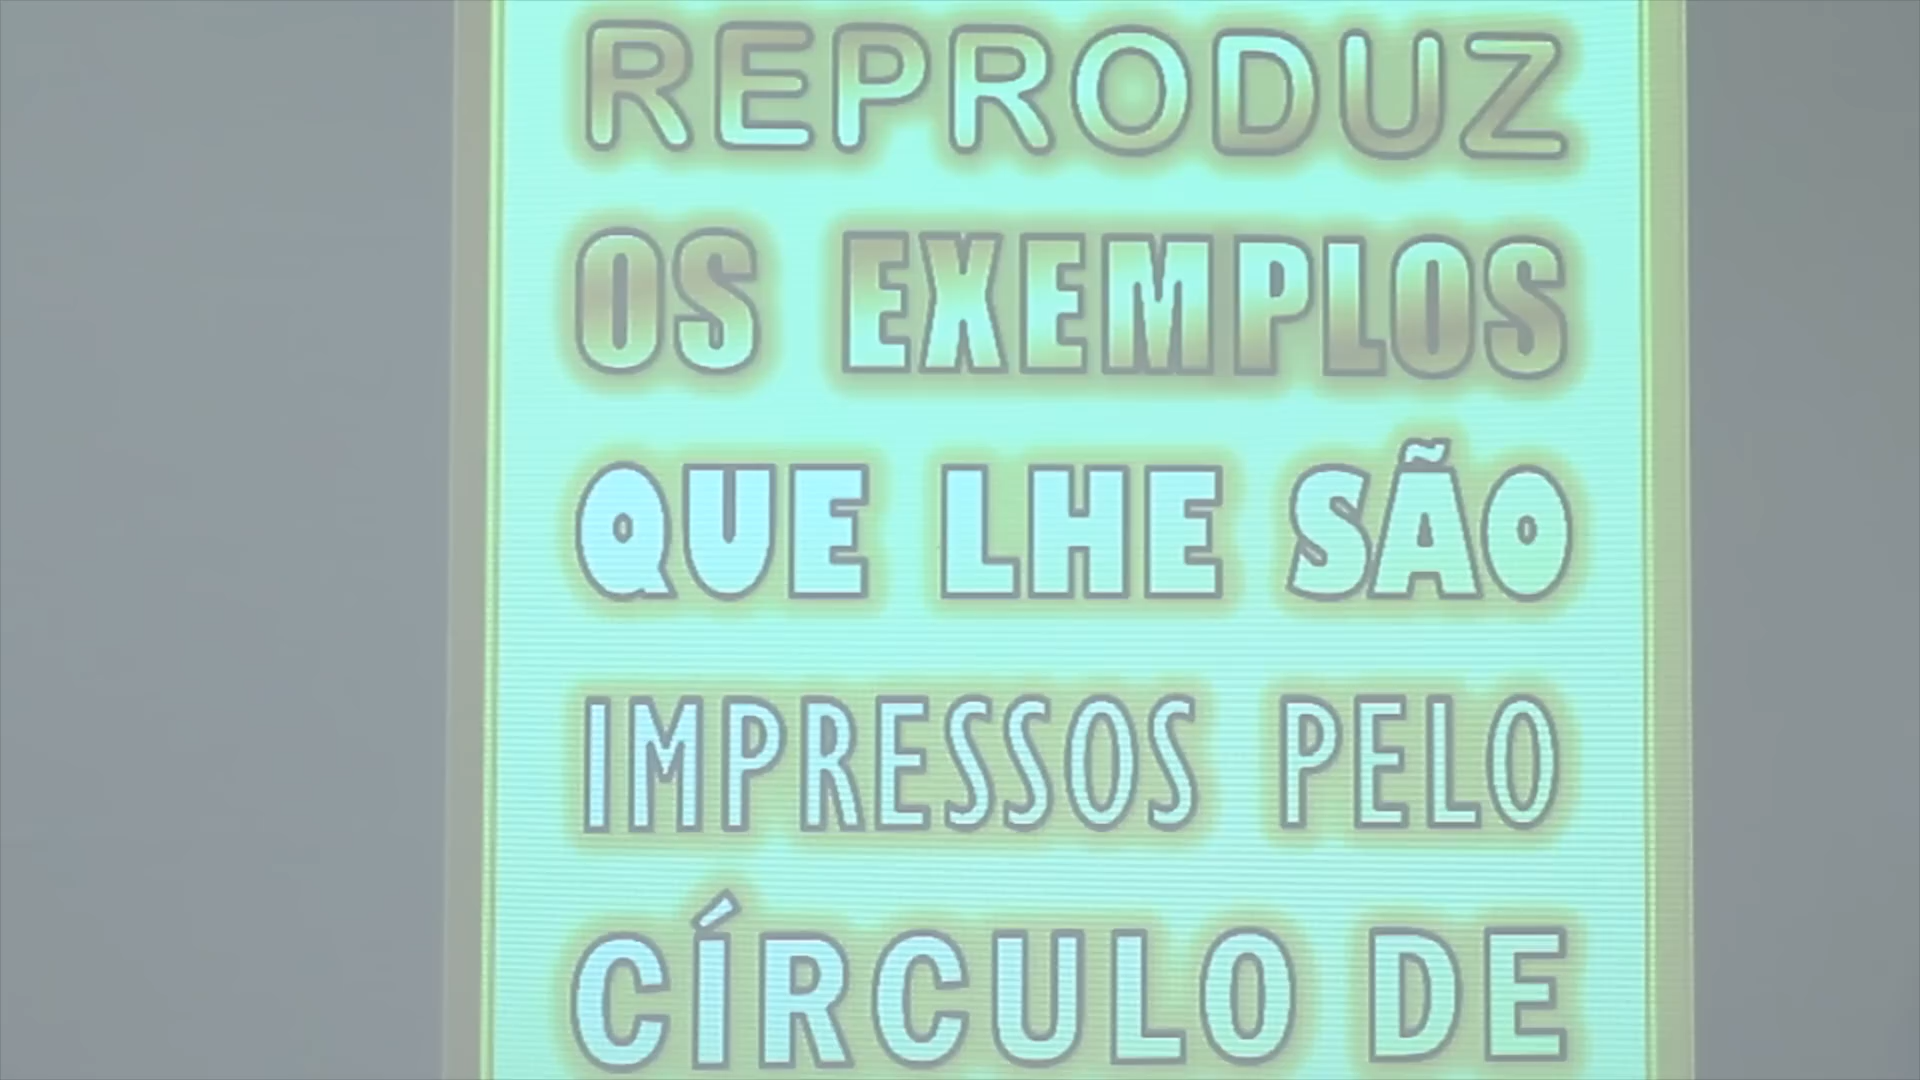 REPRODUZ
OS EXEMPLOS
QUE LHE SÃO
IMPRESSOS PELO
CÍRCULO DE